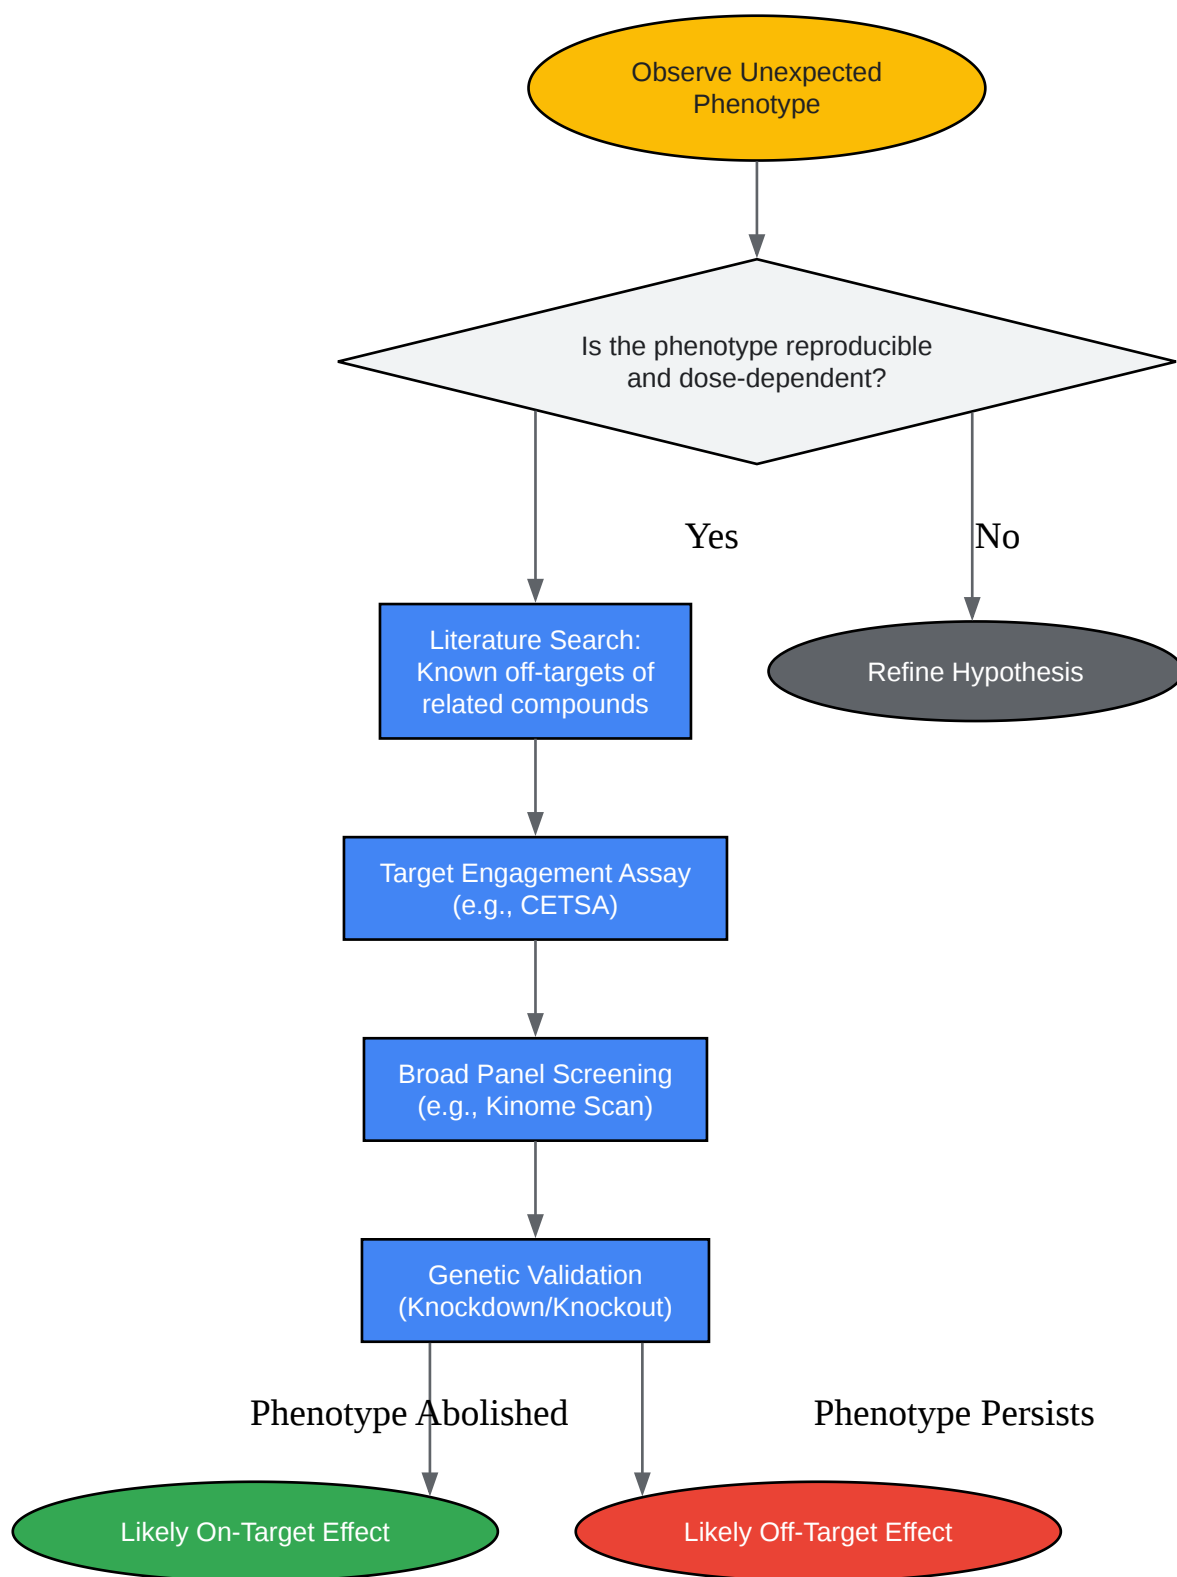 Observe Unexpected
Phenotype
Is the phenotype reproducible
and dose-dependent?
Yes
No
Literature Search:
Known off-targets of
related compounds
Refine Hypothesis
Target Engagement Assay
(e.g., CETSA)
Broad Panel Screening
(e.g., Kinome Scan)
Genetic Validation
(Knockdown/Knockout)
Phenotype Abolished
Phenotype Persists
Likely On-Target Effect
Likely Off-Target Effect